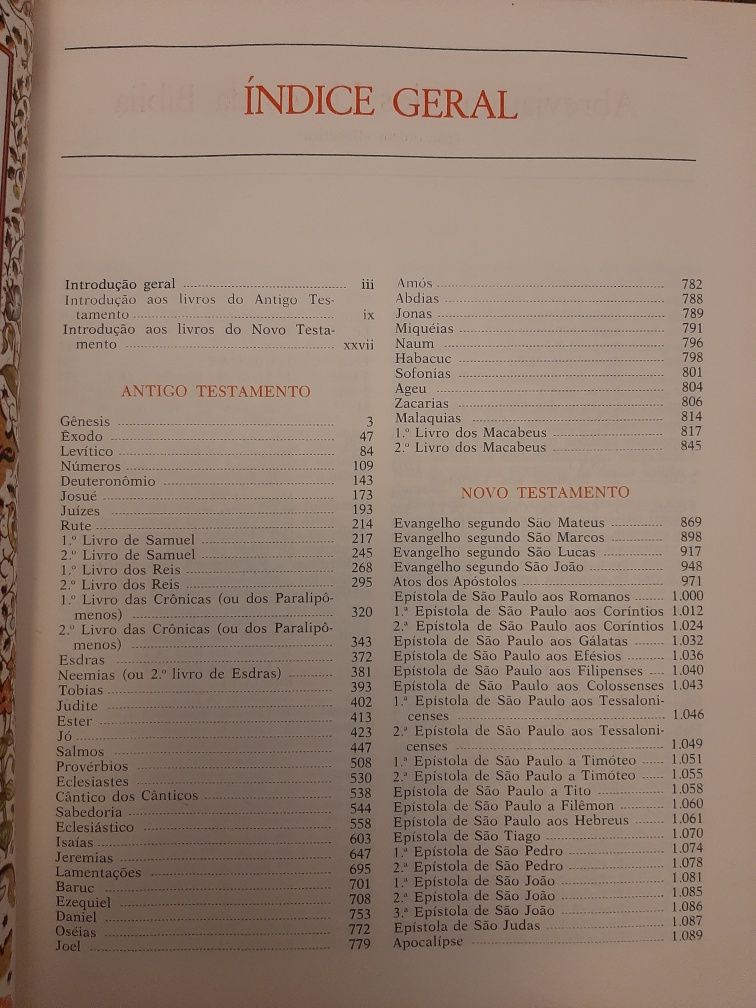 ÍNDICE GERAL
Introdução geral ........ iii
Introdução aos livros do Antigo Tes-
tamento ........ ix
Introdução aos livros do Novo Testa-
mento ........ xxvii
ANTIGO TESTAMENTO
Gênesis ........ 3
Êxodo ........ 47
Levítico ........ 84
Números ........ 109
Deuteronômio ........ 143
Josué ........ 173
Juízes ........ 193
Rute ........ 214
1.º Livro de Samuel ........ 217
2.º Livro de Samuel ........ 245
1.º Livro dos Reis ........ 268
2.º Livro dos Reis ........ 295
1.º Livro das Crônicas (ou dos Paralipô-
menos) ........ 320
2.º Livro das Crônicas (ou dos Paralipô-
menos) ........ 343
Esdras ........ 372
Neemias (ou 2.º livro de Esdras) ........ 381
Tobias ........ 393
Judite ........ 402
Ester ........ 413
Jó ........ 423
Salmos ........ 447
Provérbios ........ 508
Eclesiastes ........ 530
Cântico dos Cânticos ........ 538
Sabedoria ........ 544
Eclesiástico ........ 558
Isaías ........ 603
Jeremias ........ 647
Lamentações ........ 695
Baruc ........ 701
Ezequiel ........ 708
Daniel ........ 753
Oséias ........ 772
Joel ........ 779
Amós ........ 782
Abdias ........ 788
Jonas ........ 789
Miquéias ........ 791
Naum ........ 796
Habacuc ........ 798
Sofonias ........ 801
Ageu ........ 804
Zacarias ........ 806
Malaquias ........ 814
1.º Livro dos Macabeus ........ 817
2.º Livro dos Macabeus ........ 845
NOVO TESTAMENTO
Evangelho segundo São Mateus ........ 869
Evangelho segundo São Marcos ........ 898
Evangelho segundo São Lucas ........ 917
Evangelho segundo São João ........ 948
Atos dos Apóstolos ........ 971
Epístola de São Paulo aos Romanos ........ 1.000
1.ª Epístola de São Paulo aos Coríntios 1.012
2.ª Epístola de São Paulo aos Coríntios 1.024
Epístola de São Paulo aos Gálatas ........ 1.032
Epístola de São Paulo aos Efésios ........ 1.036
Epístola de São Paulo aos Filipenses .... 1.040
Epístola de São Paulo aos Colossenses 1.043
1.ª Epístola de São Paulo aos Tessaloni-
censes ........ 1.046
2.ª Epístola de São Paulo aos Tessaloni-
censes ........ 1.049
1.ª Epístola de São Paulo a Timóteo ...... 1.051
2.ª Epístola de São Paulo a Timóteo ...... 1.055
Epístola de São Paulo a Tito ........ 1.058
Epístola de São Paulo a Filêmon ........ 1.060
Epístola de São Paulo aos Hebreus ...... 1.061
Epístola de São Tiago ........ 1.070
1.ª Epístola de São Pedro ........ 1.074
2.ª Epístola de São Pedro ........ 1.078
1.ª Epístola de São João ........ 1.081
2.ª Epístola de São João ........ 1.085
3.ª Epístola de São João ........ 1.086
Epístola de São Judas ........ 1.087
Apocalípse ........ 1.089